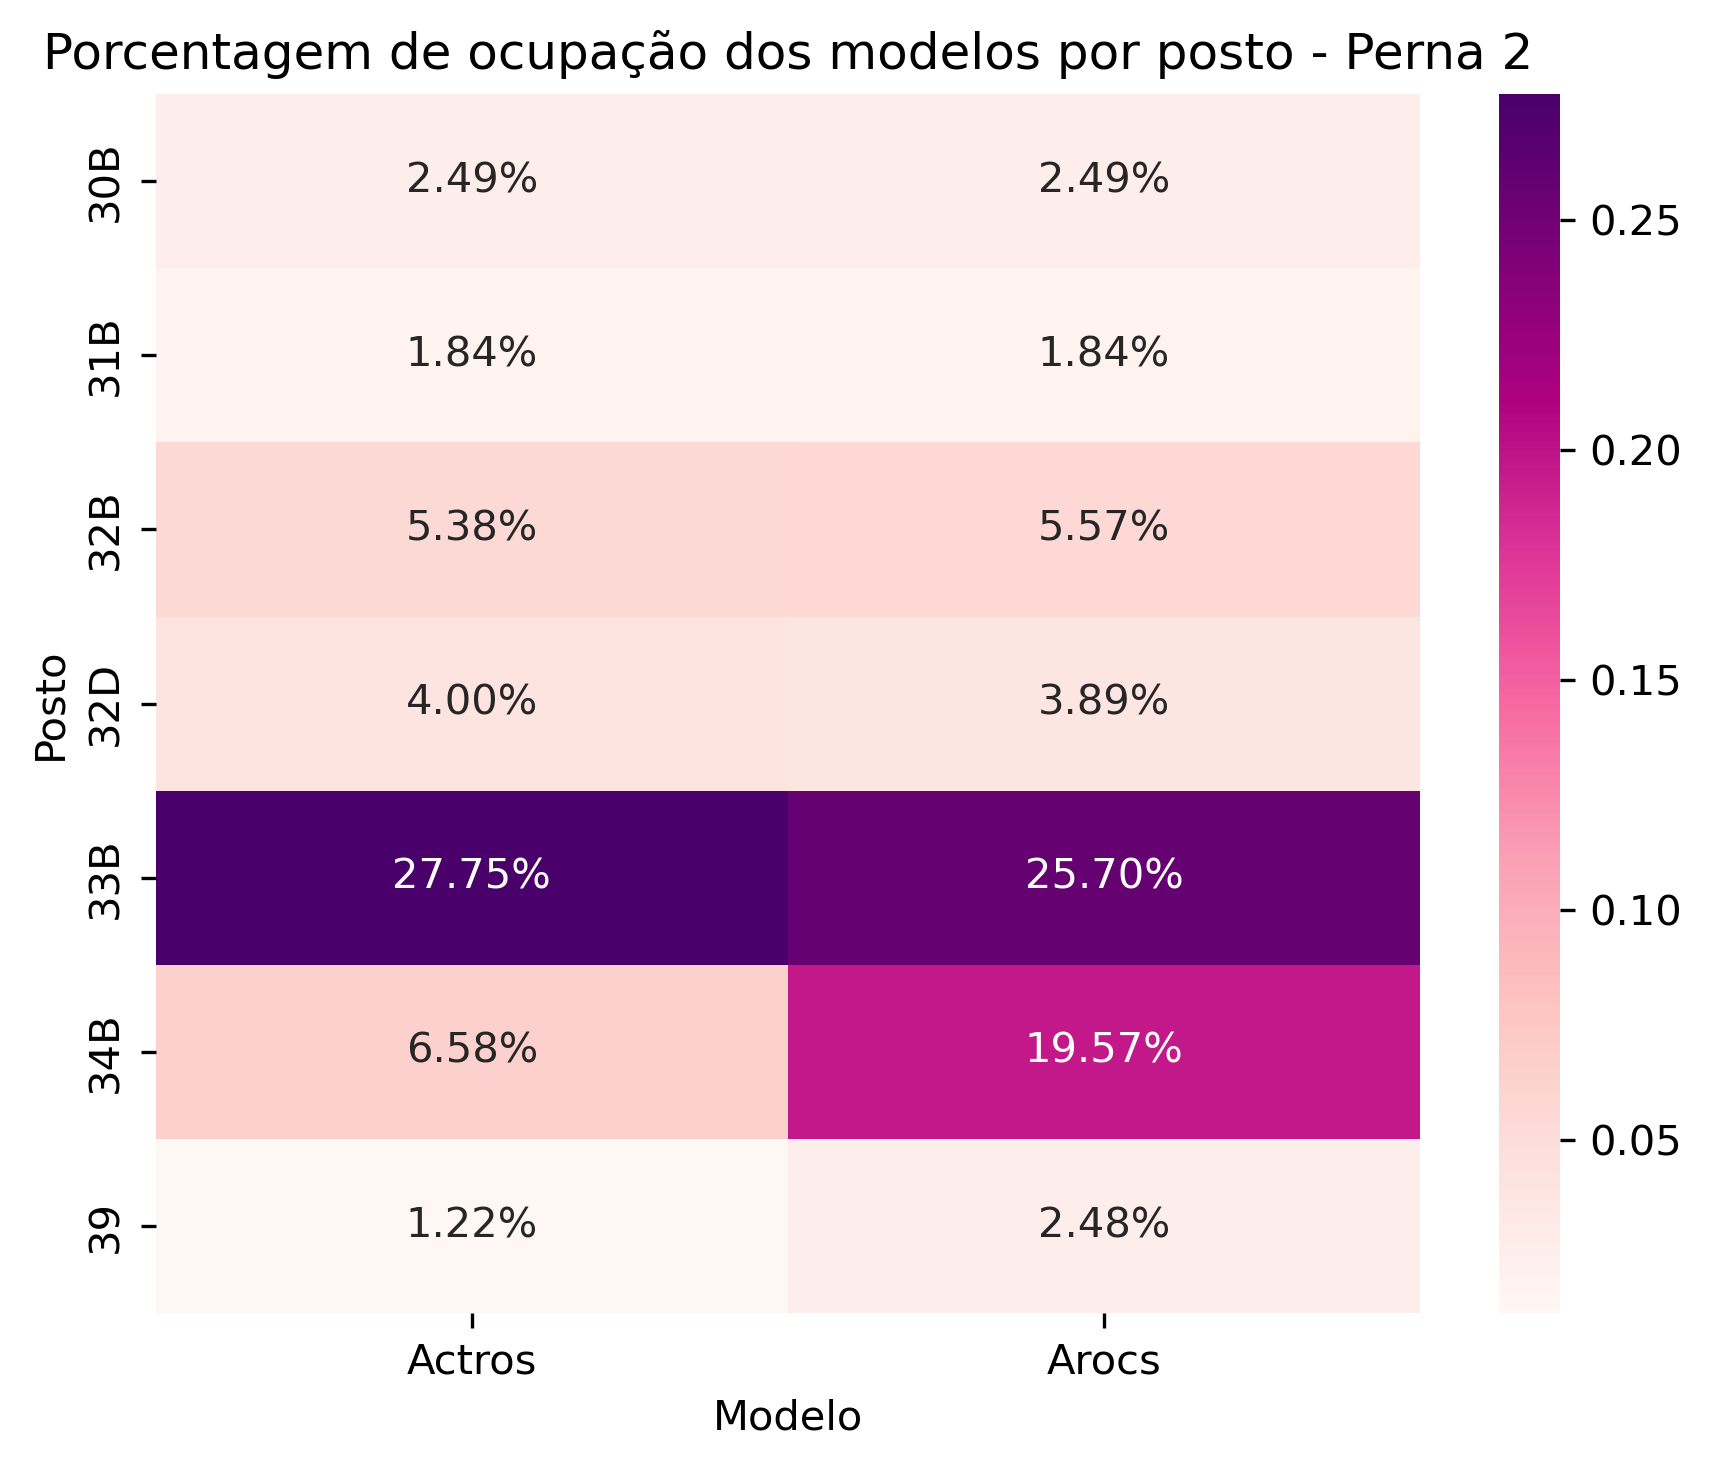 Porcentagem de ocupação dos modelos por posto - Perna 2
30B 2.49% 2.49%
31B 1.84% 1.84%
32B 5.38% 5.57%
32D 4.00% 3.89%
33B 27.75% 25.70%
34B 6.58% 19.57%
39 1.22% 2.48%
Posto
Actros Arocs
Modelo
0.25
0.20
0.15
0.10
0.05